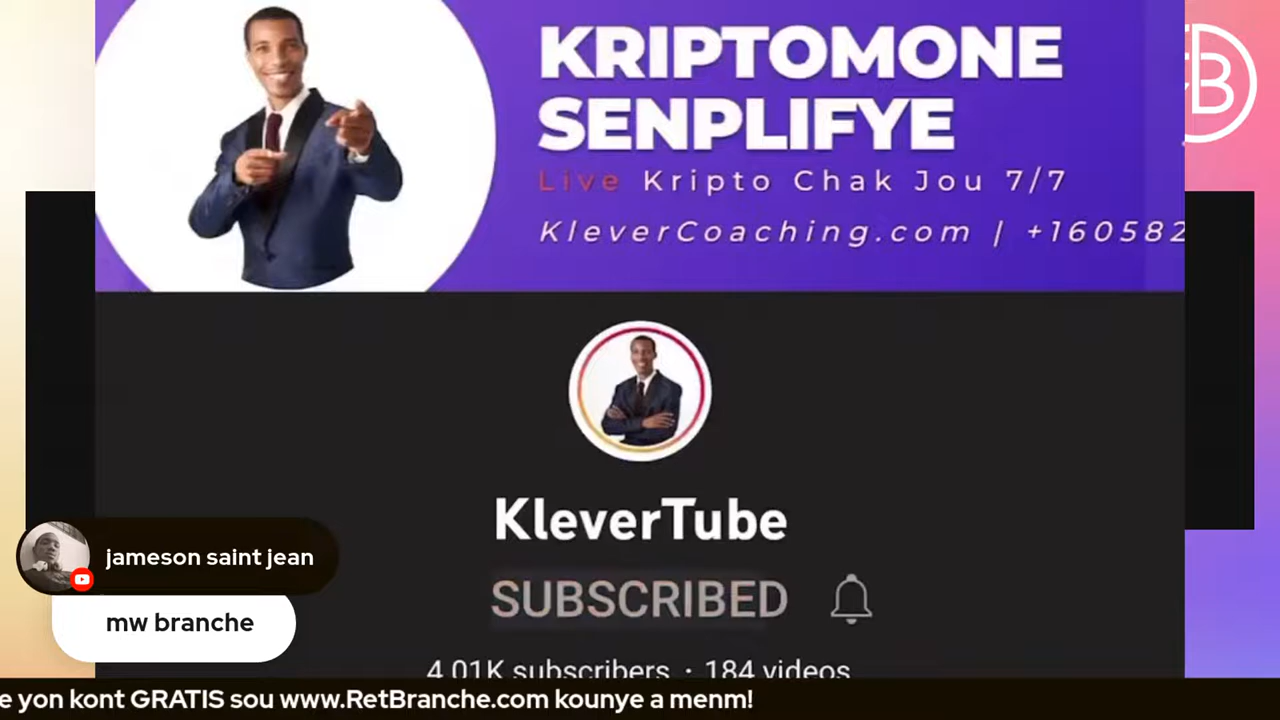 KRIPTOMONE
SENPLIFYE
Live Kripto Chak Jou 7/7
KleverCoaching.com | +160582
B
KleverTube
SUBSCRIBED
4.01K subscribers · 184 videos
jameson saint jean
mw branche
e yon kont GRATIS sou www.RetBranche.com kounye a menm!